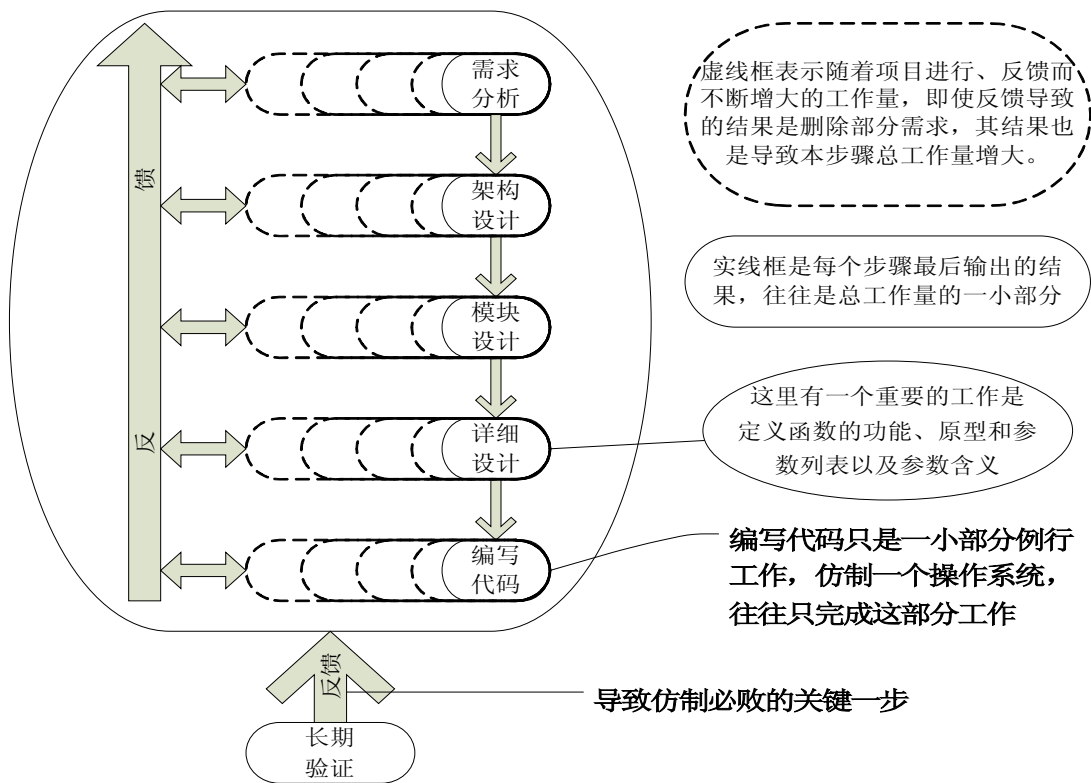 需求
分析
架构
设计
模块
设计
详细
设计
编写
代码
馈
反
反馈
长期
验证
虚线框表示随着项目进行、反馈而
不断增大的工作量，即使反馈导致
的结果是删除部分需求，其结果也
是导致本步骤总工作量增大。
实线框是每个步骤最后输出的结
果，往往是总工作量的一小部分
这里有一个重要的工作是
定义函数的功能、原型和参
数列表以及参数含义
编写代码只是一小部分例行
工作，仿制一个操作系统，
往往只完成这部分工作
导致仿制必败的关键一步